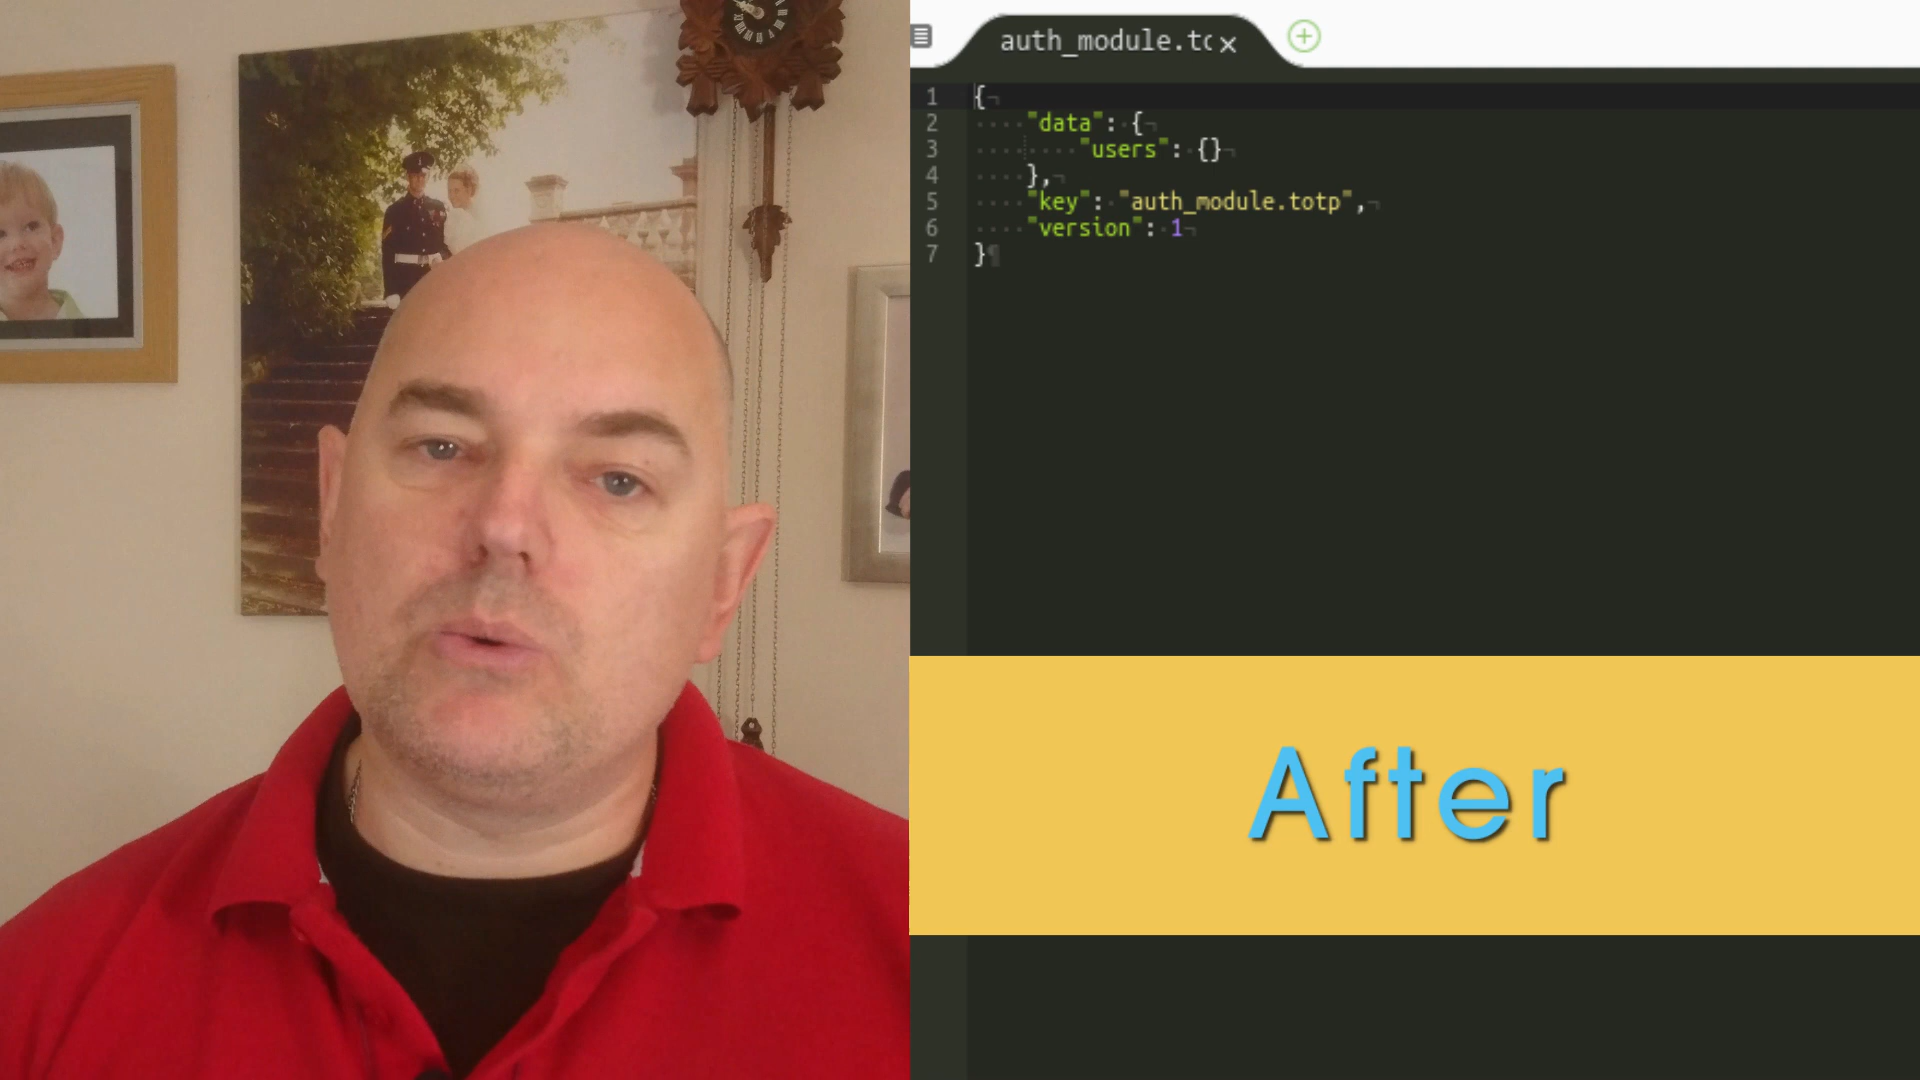 auth_module.tc
1 {
2 "data": {
3 "users": {}
4 },
5 "key": "auth_module.totp",
6 "version": 1
7 }
After